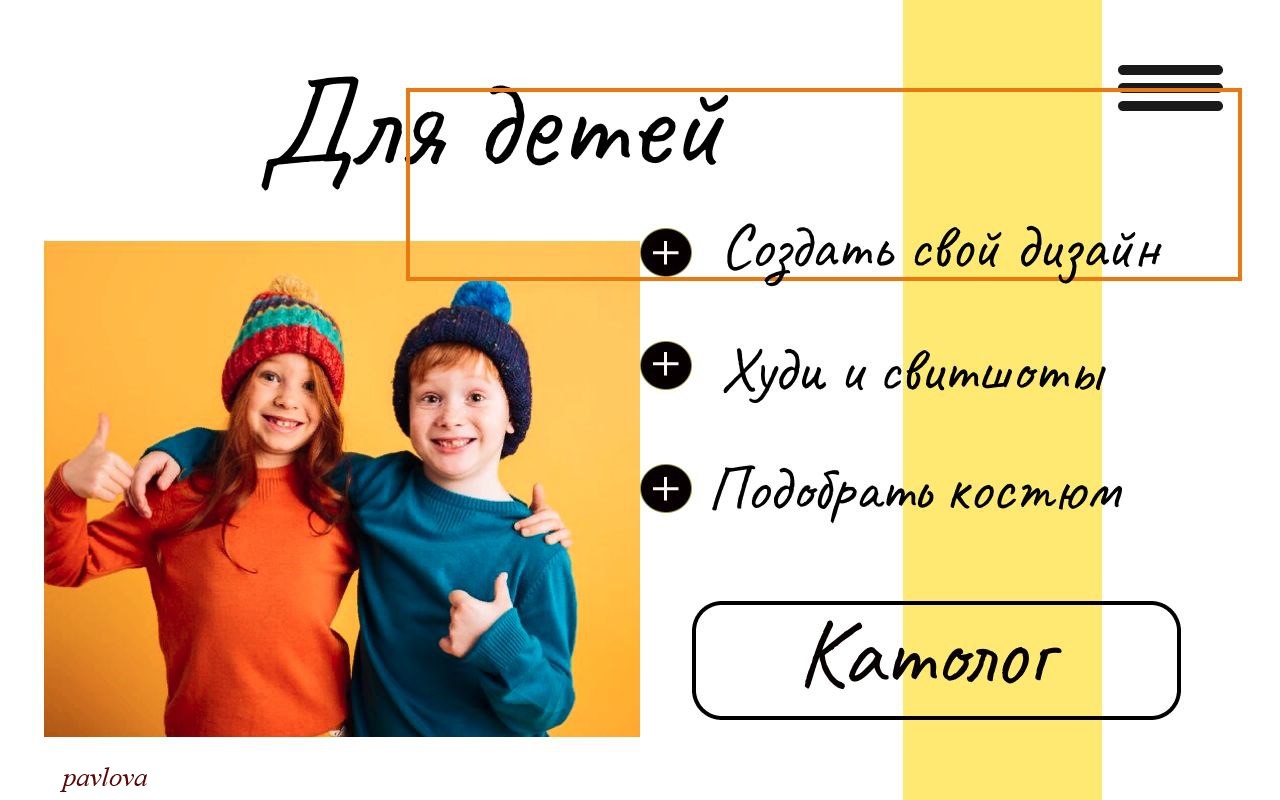 Для детей
Создать свой дизайн
Худи и свитшоты
Подобрать костюм
Католог
pavlova